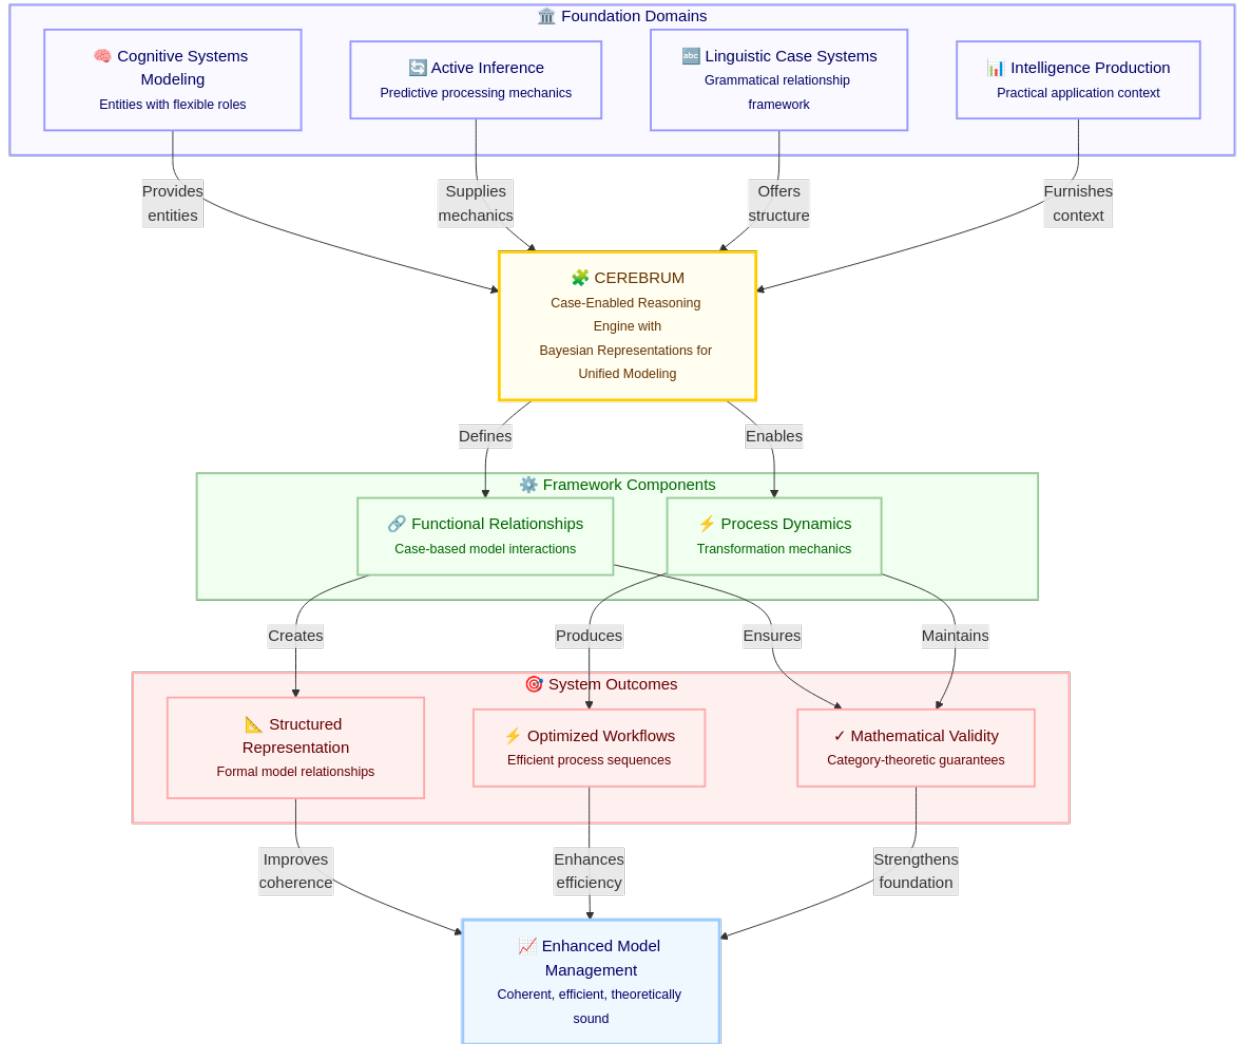 🏛️ Foundation Domains
🧠 Cognitive Systems
Modeling
Entities with flexible roles
🔄 Active Inference
Predictive processing mechanics
🔤 Linguistic Case Systems
Grammatical relationship
framework
📊 Intelligence Production
Practical application context
Provides
entities
Supplies
mechanics
Offers
structure
Furnishes
context
🧩 CEREBRUM
Case-Enabled Reasoning
Engine with
Bayesian Representations for
Unified Modeling
Defines
Enables
⚙️ Framework Components
🔗 Functional Relationships
Case-based model interactions
⚡ Process Dynamics
Transformation mechanics
Creates
Produces
Ensures
Maintains
🎯 System Outcomes
📐 Structured
Representation
Formal model relationships
⚡ Optimized Workflows
Efficient process sequences
✓ Mathematical Validity
Category-theoretic guarantees
Improves
coherence
Enhances
efficiency
Strengthens
foundation
📈 Enhanced Model
Management
Coherent, efficient, theoretically
sound